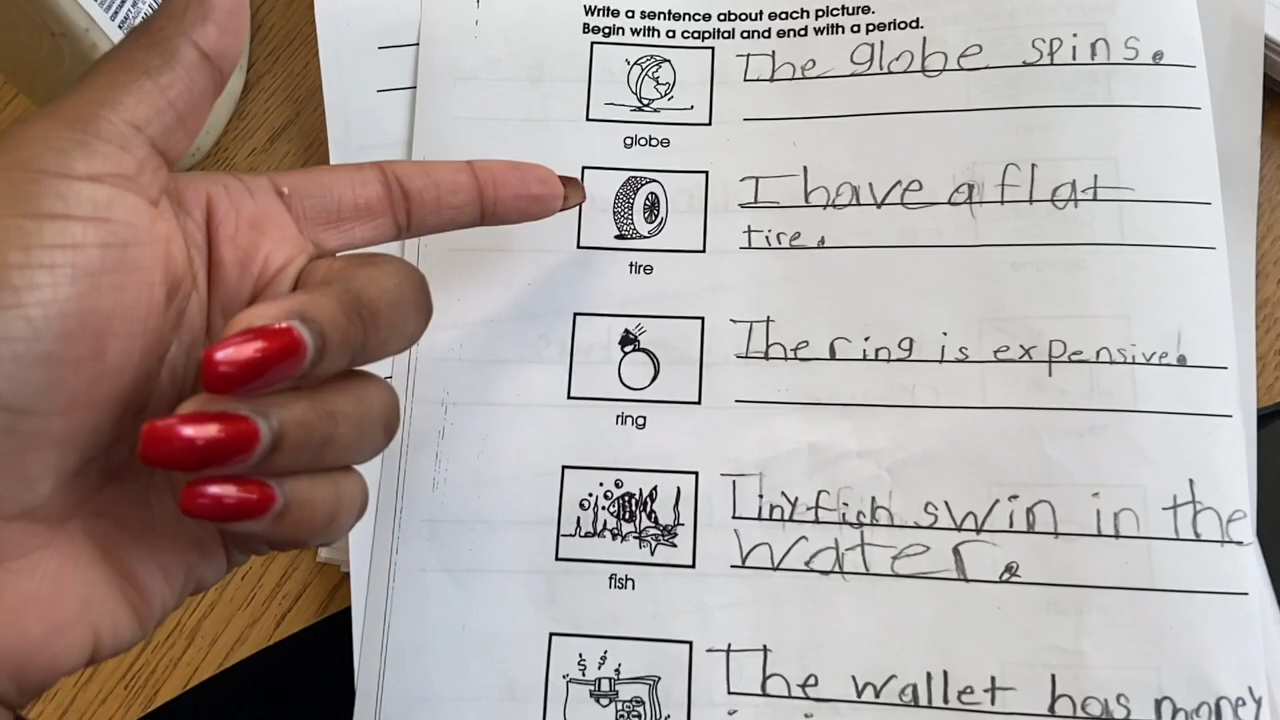 Write a sentence about each picture.
Begin with a capital and end with a period.
The globe spins.
globe
I have a flat
tire.
tire
The ring is expensive.
ring
Tiny fish swin in the
water.
fish
The wallet has money